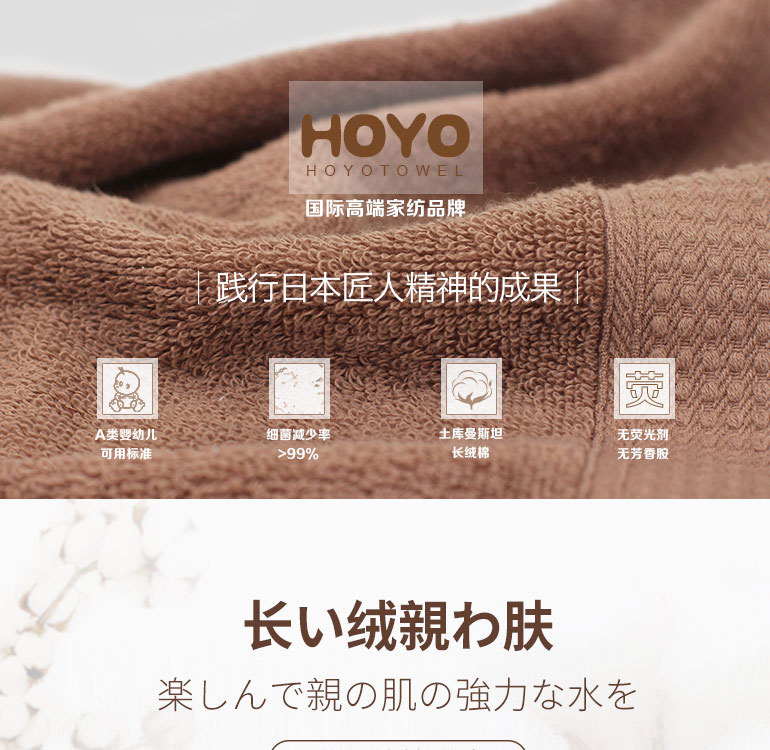 HOYO
HOYOTOWEL
国际高端家纺品牌
践行日本匠人精神的成果
A类婴幼儿
可用标准
细菌减少率
>99%
土库曼斯坦
长绒棉
荧
无荧光剂
无芳香胺
长い绒親わ肤
楽しんで親の肌の強力な水を